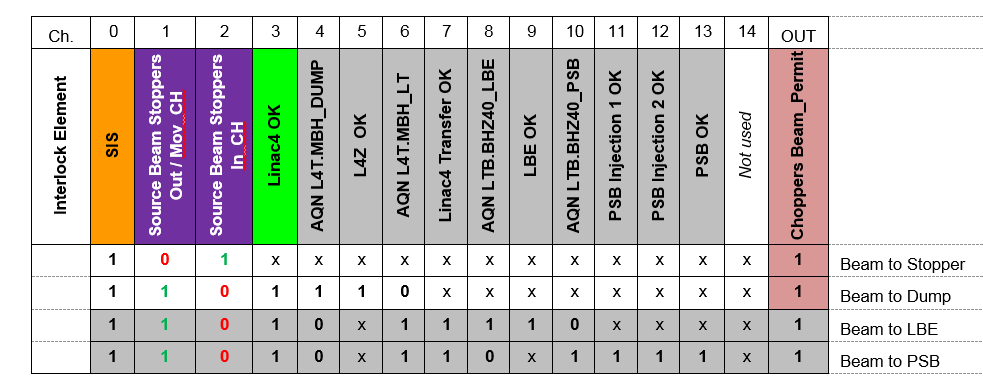 Ch. 0 1 2 3 4 5 6 7 8 9 10 11 12 13 14 OUT
Interlock Element
SIS
Source Beam Stoppers
Out / Mov_CH
Source Beam Stoppers
In_CH
Linac4 OK
AQN L4T.MBH_DUMP
L4Z OK
AQN L4T.MBH_LT
Linac4 Transfer OK
AQN LTB.BHZ40_LBE
LBE OK
AQN LTB.BHZ40_PSB
PSB Injection 1 OK
PSB Injection 2 OK
PSB OK
Not used
Choppers Beam_Permit
1 0 1 x x x x x x x x x x x x 1 Beam to Stopper
1 1 0 1 1 1 0 x x x x x x x x 1 Beam to Dump
1 1 0 1 0 x 1 1 1 1 0 x x x x 1 Beam to LBE
1 1 0 1 0 x 1 1 0 x 1 1 1 1 x 1 Beam to PSB